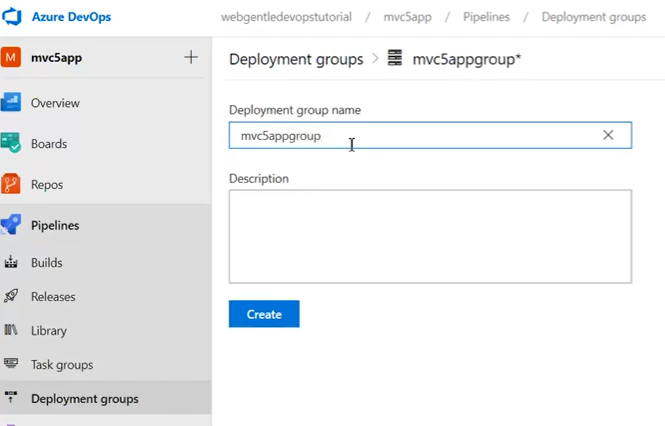 Azure DevOps
webgentledevopstutorial / mvc5app / Pipelines / Deployment groups
M mvc5app +
Deployment groups > mvc5appgroup*
Overview
Boards
Repos
Pipelines
Builds
Releases
Library
Task groups
Deployment groups
Deployment group name
mvc5appgroup
Description
Create